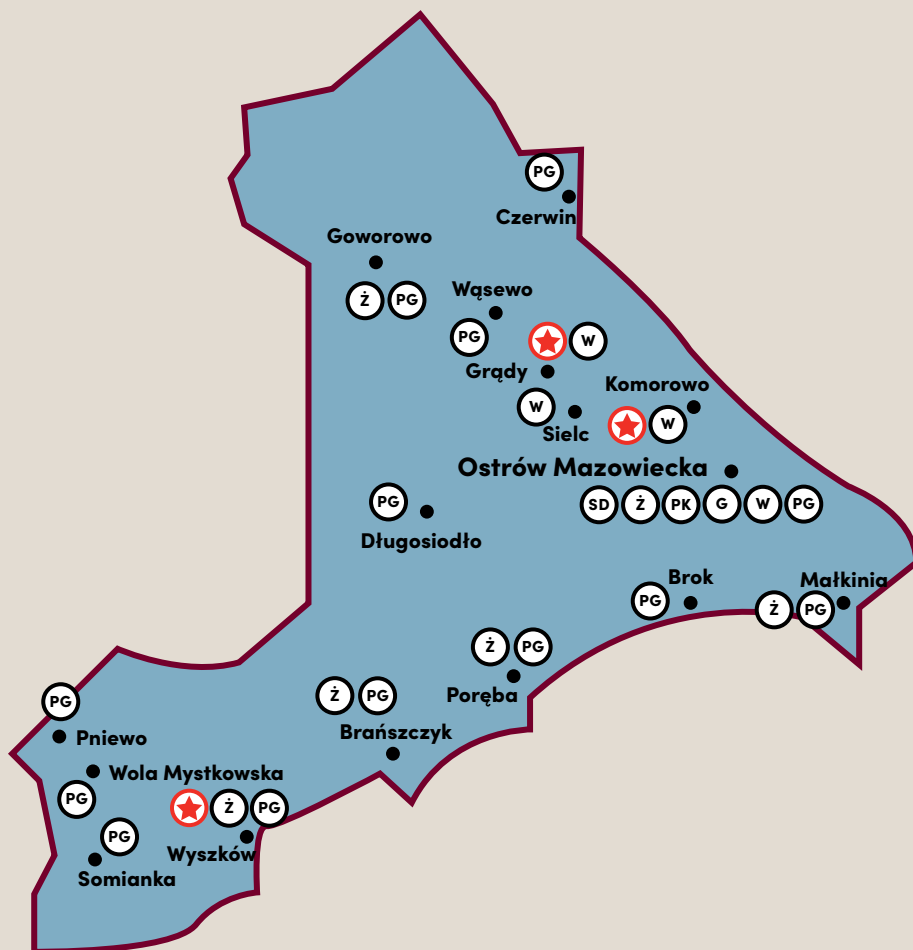 PG
Czerwin
Goworowo
Ż PG
Wąsewo
PG
W
Grądy
Komorowo
W
Sielc
W
Ostrów Mazowiecka
SD Ż PK G W PG
PG
Długosiodło
Brok
PG
Małkinia
Ż PG
Ż PG
Poręba
Ż PG
Brańszczyk
PG
Pniewo
Wola Mystkowska
PG
Ż PG
PG
Wyszków
Somianka